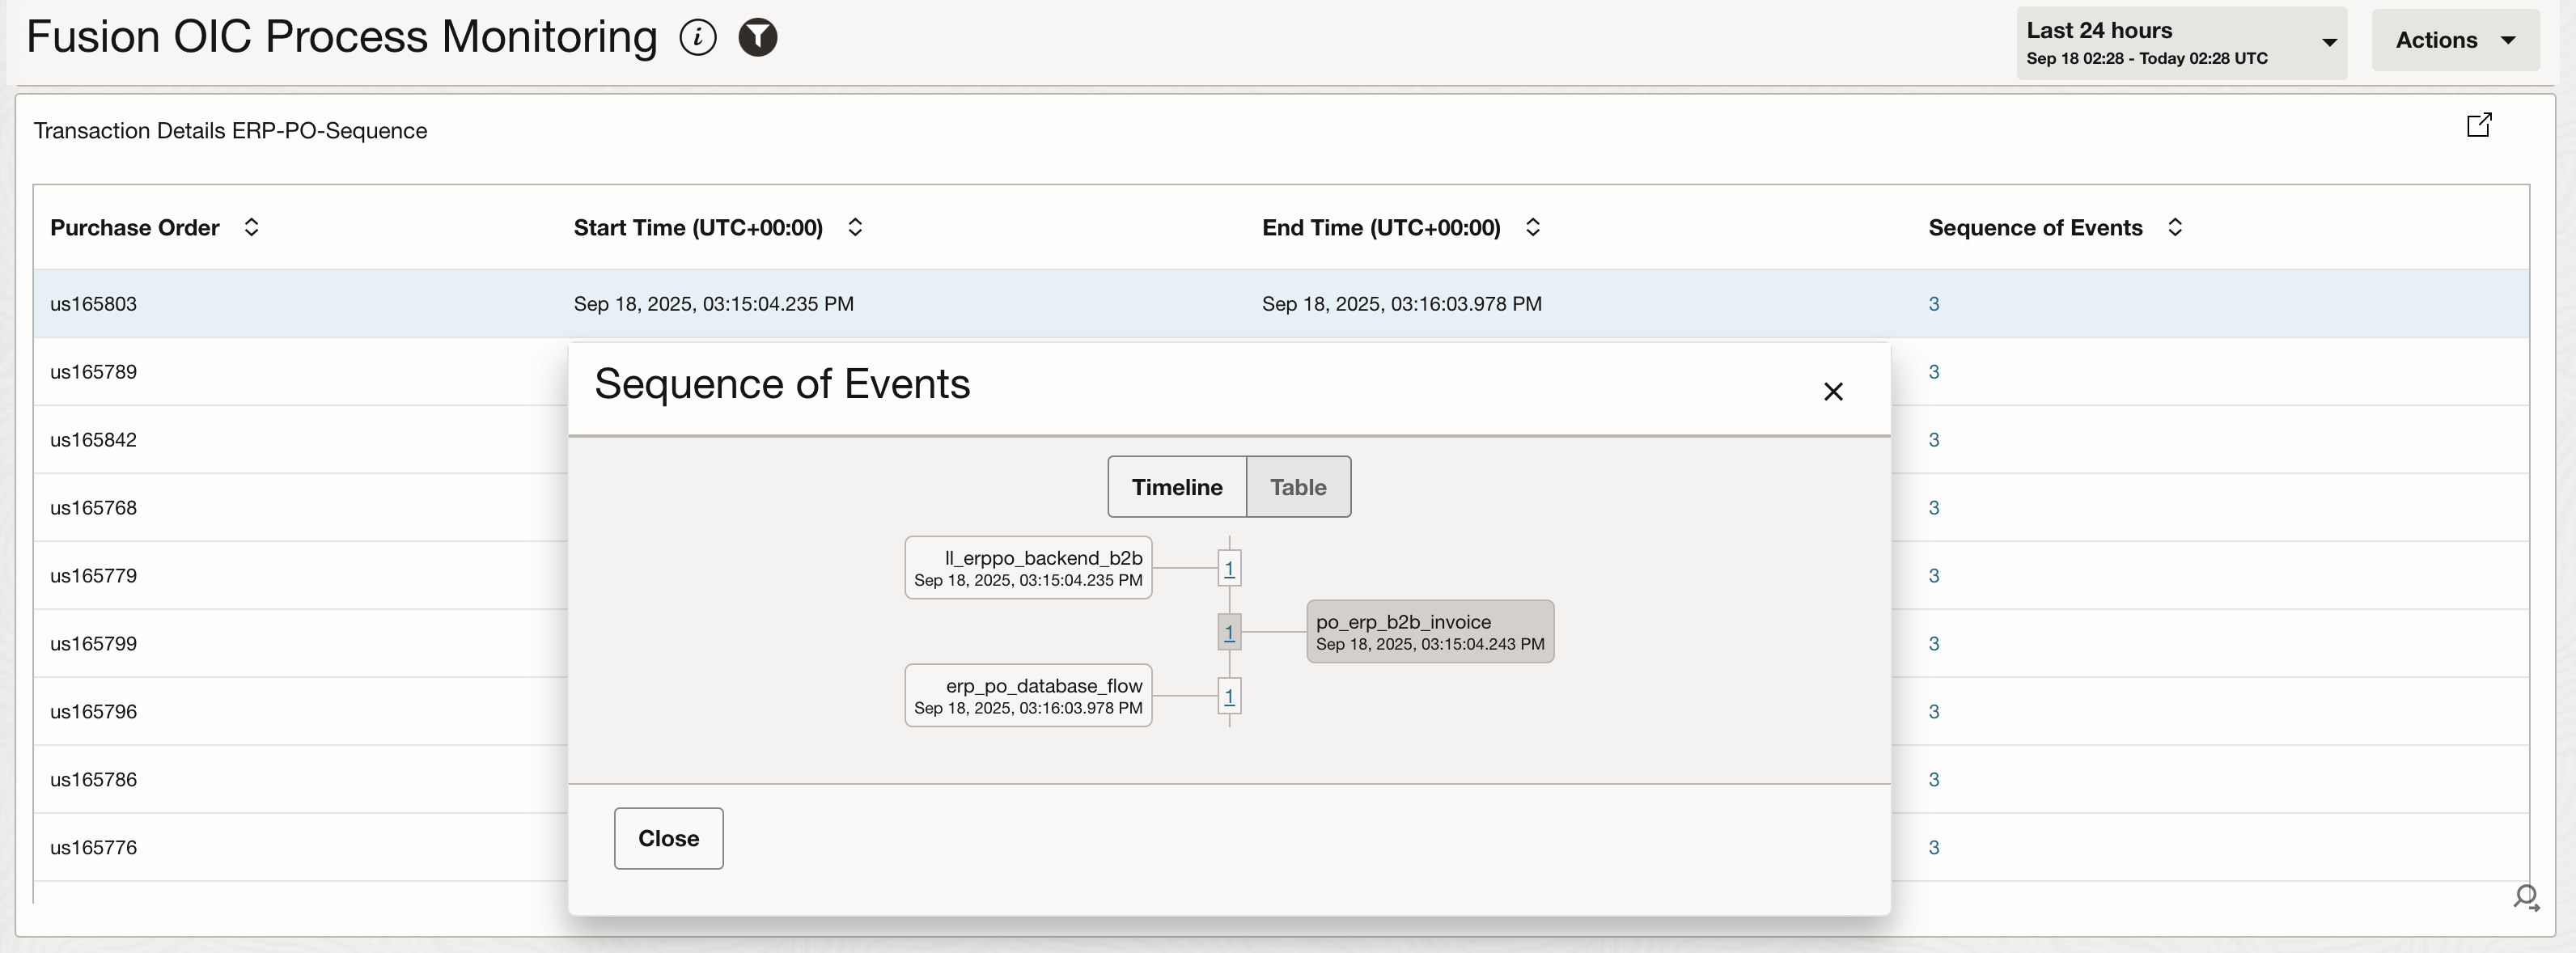 Fusion OIC Process Monitoring
Last 24 hours
Sep 18 02:28 - Today 02:28 UTC
Actions
Transaction Details ERP-PO-Sequence
Purchase Order Start Time (UTC+00:00) End Time (UTC+00:00) Sequence of Events
us165803 Sep 18, 2025, 03:15:04.235 PM Sep 18, 2025, 03:16:03.978 PM 3
us165789 3
us165842 3
us165768 3
us165779 3
us165799 3
us165796 3
us165786 3
us165776 3
Sequence of Events
Timeline Table
ll_erppo_backend_b2b
Sep 18, 2025, 03:15:04.235 PM
1
1
po_erp_b2b_invoice
Sep 18, 2025, 03:15:04.243 PM
erp_po_database_flow
Sep 18, 2025, 03:16:03.978 PM
1
Close